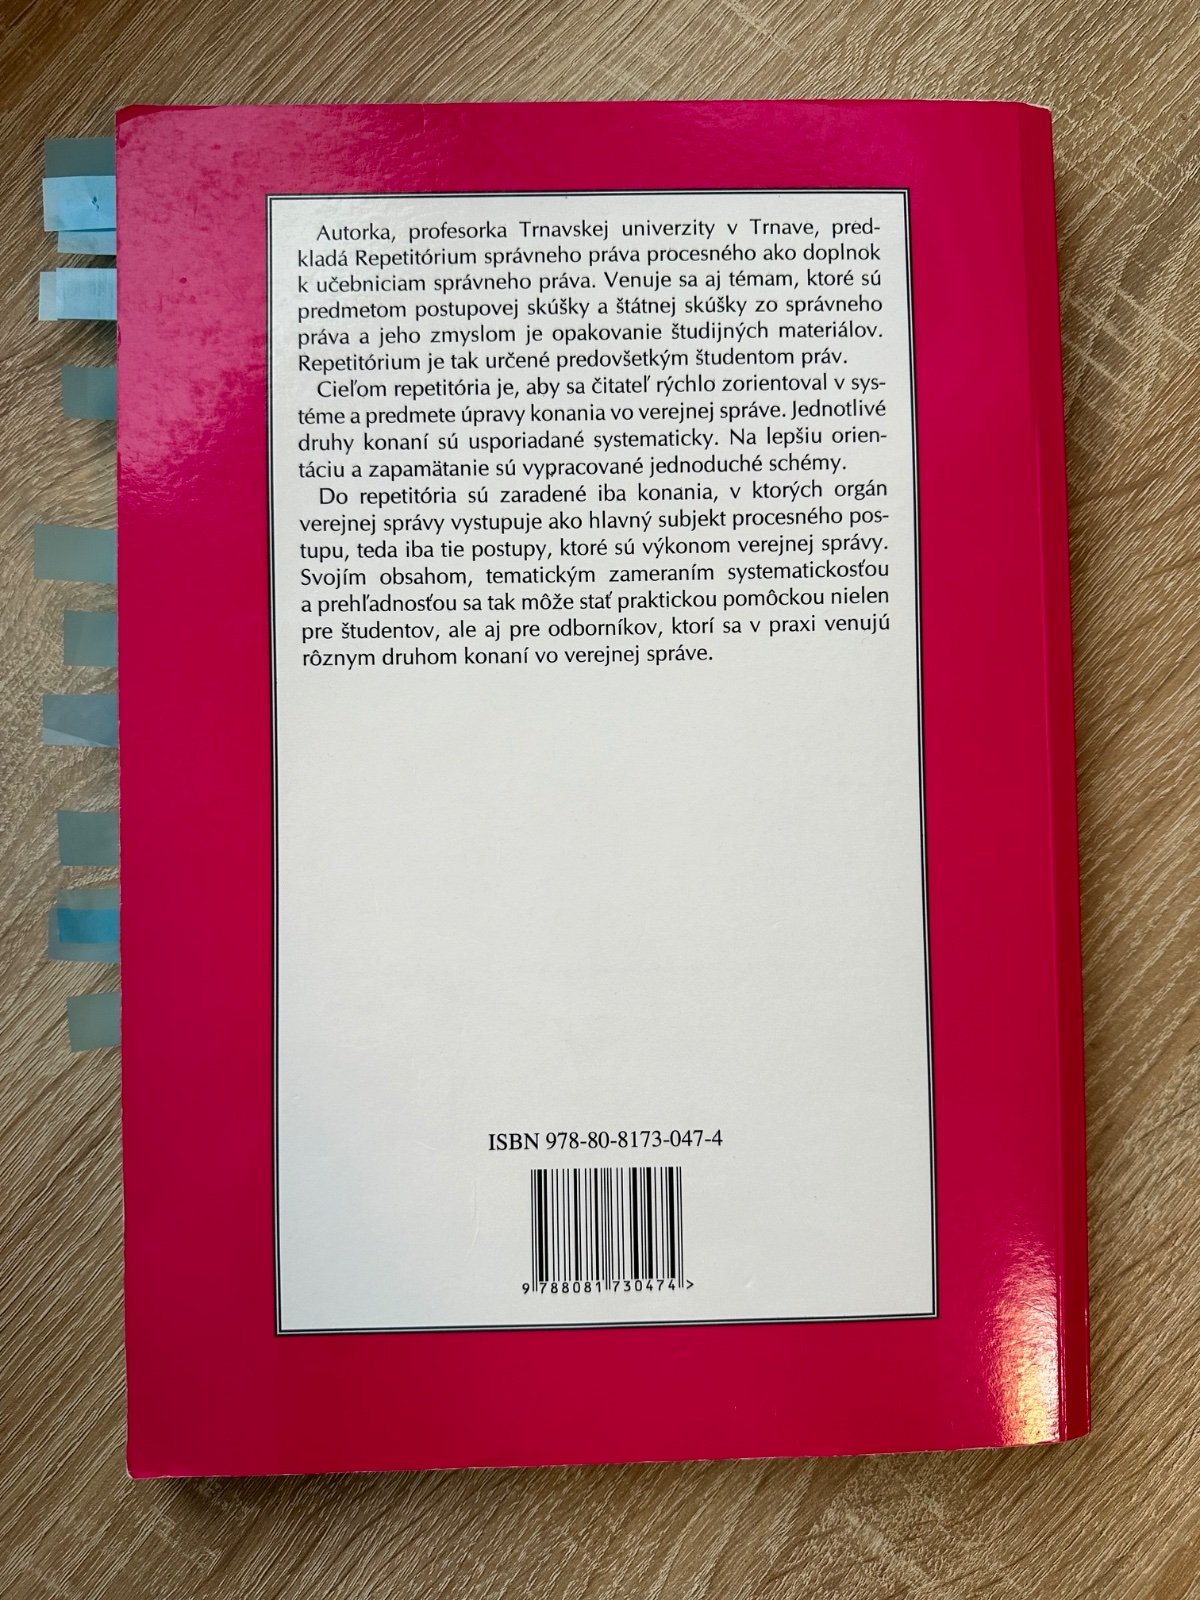 Autorka, profesorka Trnavskej univerzity v Trnave, pred-
kladá Repetitórium správneho práva procesného ako doplnok
k učebniciam správneho práva. Venuje sa aj témam, ktoré sú
predmetom postupovej skúšky a štátnej skúšky zo správneho
práva a jeho zmyslom je opakovanie študijných materiálov.
Repetitórium je tak určené predovšetkým študentom práv.
Cieľom repetitória je, aby sa čitateľ rýchlo zorientoval v sys-
téme a predmete úpravy konania vo verejnej správe. Jednotlivé
druhy konaní sú usporiadané systematicky. Na lepšiu orien-
táciu a zapamätanie sú vypracované jednoduché schémy.
Do repetitória sú zaradené iba konania, v ktorých orgán
verejnej správy vystupuje ako hlavný subjekt procesného pos-
tupu, teda iba tie postupy, ktoré sú výkonom verejnej správy.
Svojím obsahom, tematickým zameraním systematickosťou
a prehľadnosťou sa tak môže stať praktickou pomôckou nielen
pre študentov, ale aj pre odborníkov, ktorí sa v praxi venujú
rôznym druhom konaní vo verejnej správe.
ISBN 978-80-8173-047-4
9 788081 730474 >